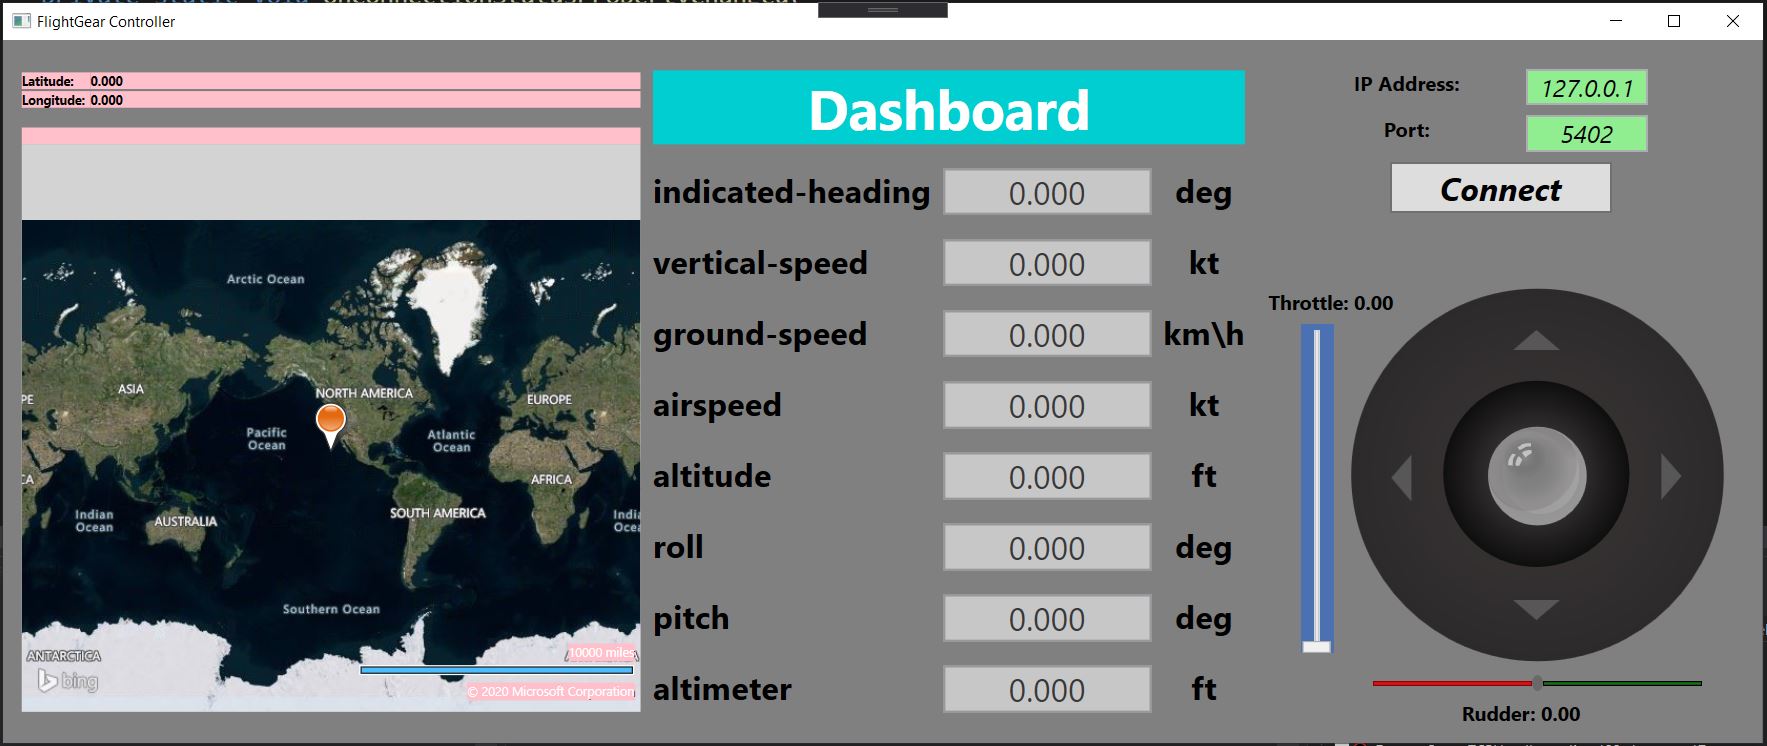 FlightGear Controller
Latitude: 0.000
Longitude: 0.000
Arctic Ocean
ASIA
NORTH AMERICA
EUROPE
PE
Pacific
Ocean
Atlantic
Ocean
CA
AFRICA
Indian
Ocean
AUSTRALIA
SOUTH AMERICA
India
Ocea
Southern Ocean
ANTARCTICA
10000 miles
bing
© 2020 Microsoft Corporation
Dashboard
indicated-heading 0.000 deg
vertical-speed 0.000 kt
ground-speed 0.000 km\h
airspeed 0.000 kt
altitude 0.000 ft
roll 0.000 deg
pitch 0.000 deg
altimeter 0.000 ft
IP Address: 127.0.0.1
Port: 5402
Connect
Throttle: 0.00
Rudder: 0.00